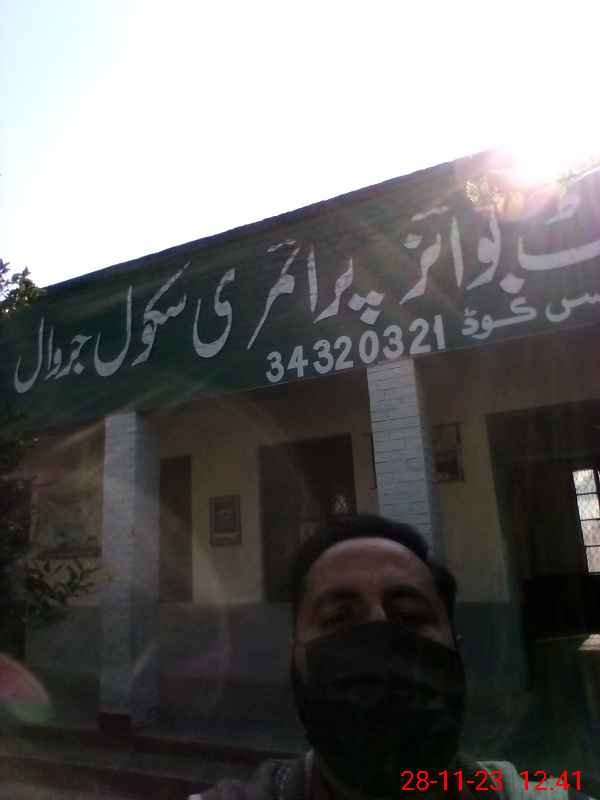 بوائز پرائمری سکول جروال
کوڈ 34320321
28-11-23 12:41